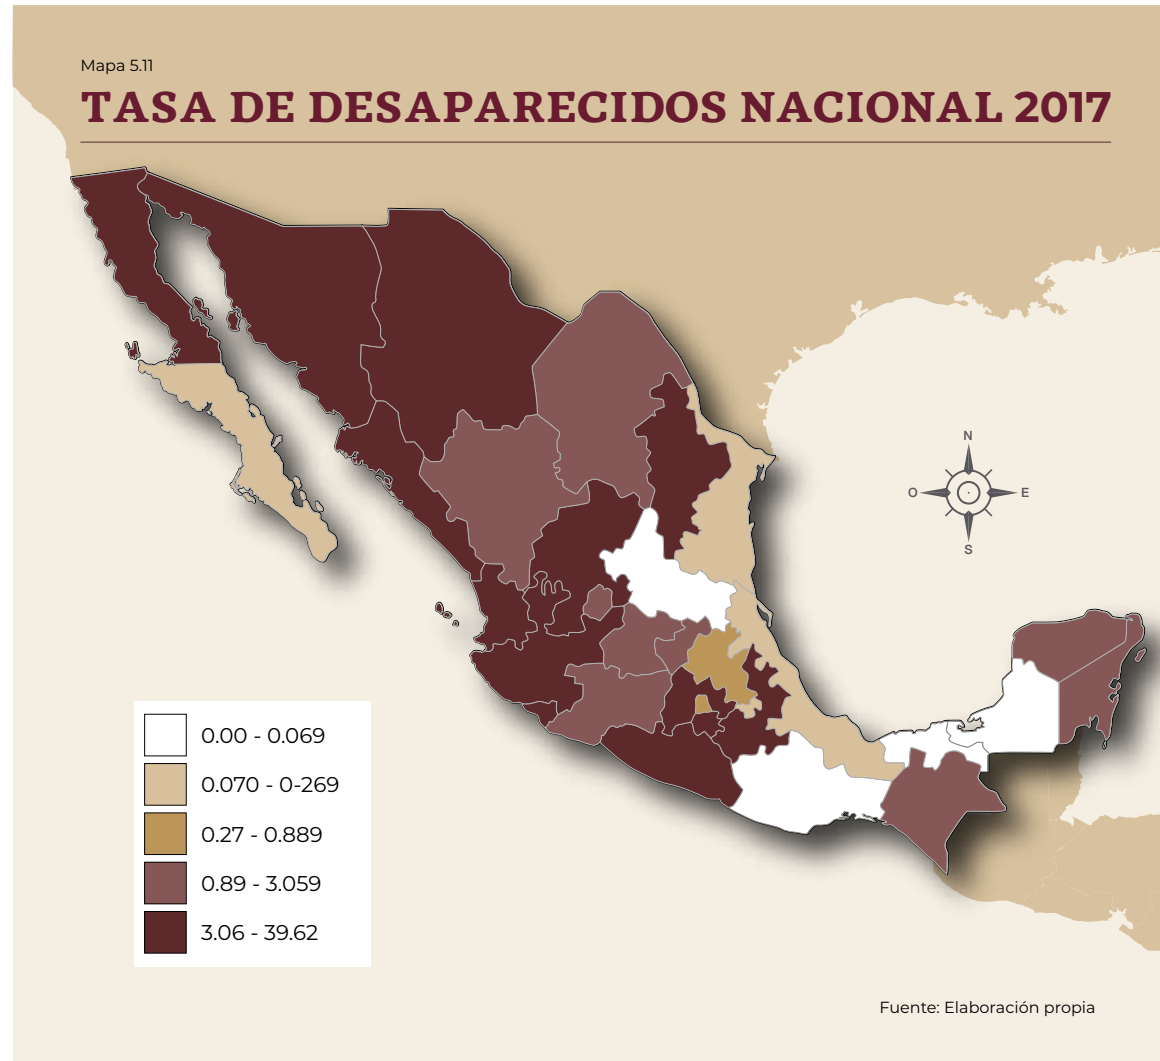 Mapa 5.11
TASA DE DESAPARECIDOS NACIONAL 2017
N
O
E
S
0.00 - 0.069
0.070 - 0-269
0.27 - 0.889
0.89 - 3.059
3.06 - 39.62
Fuente: Elaboración propia